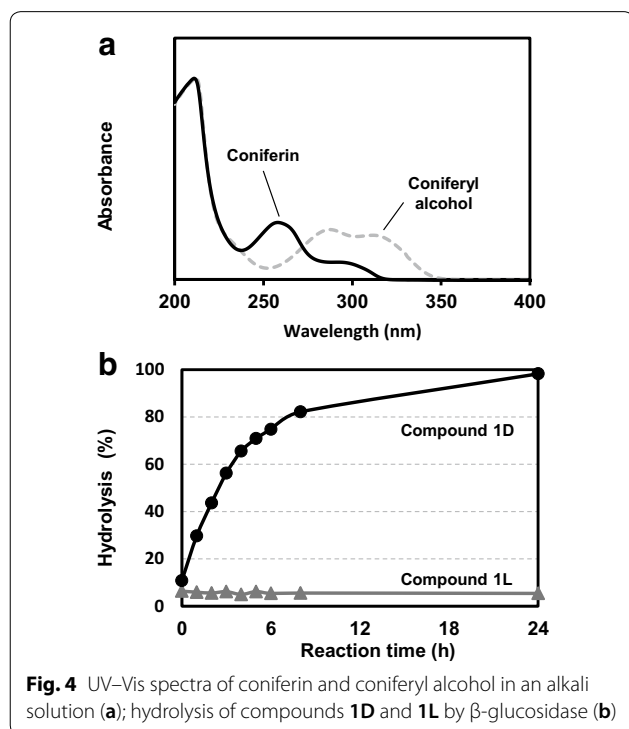 a
Absorbance
Coniferin
Coniferyl
alcohol
200 250 300 350 400
Wavelength (nm)
b
Hydrolysis (%)
100
80
60
40
20
0
Compound 1D
Compound 1L
0 6 12 18 24
Reaction time (h)
Fig. 4 UV–Vis spectra of coniferin and coniferyl alcohol in an alkali
solution (a); hydrolysis of compounds 1D and 1L by β-glucosidase (b)